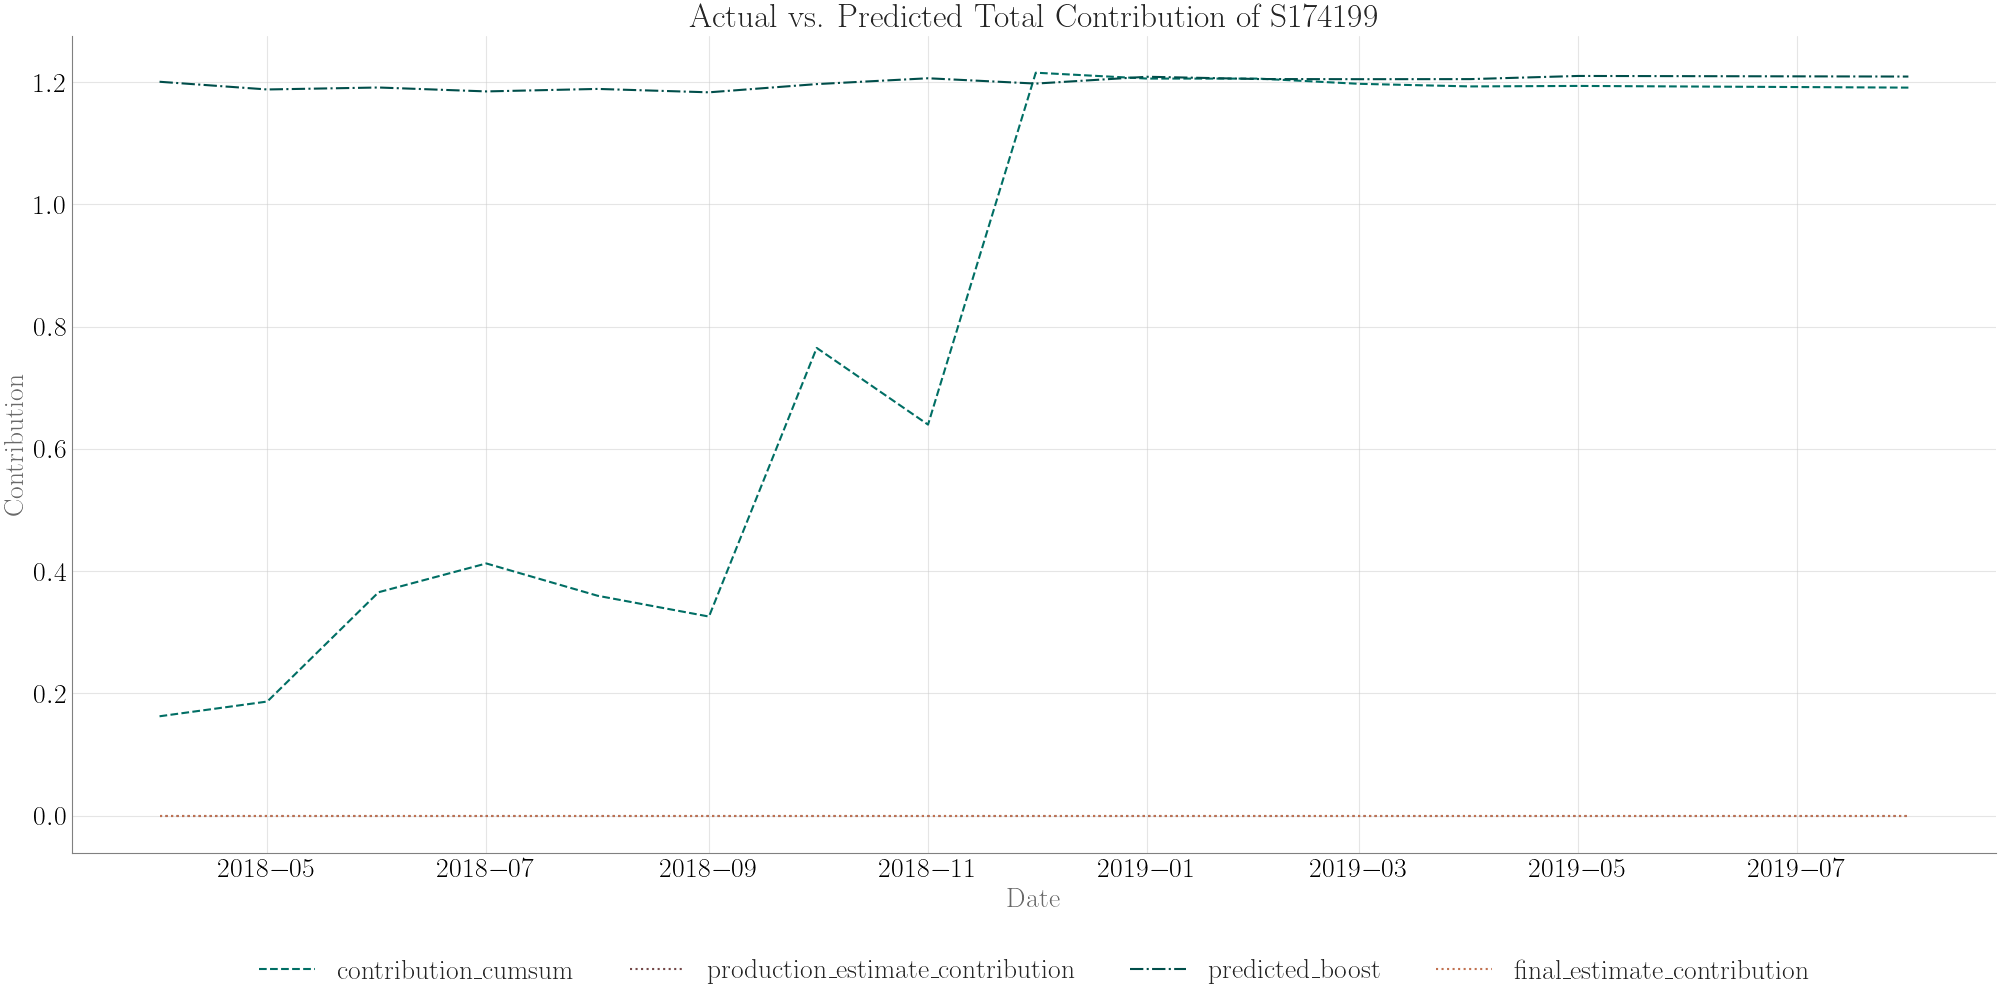 Actual vs. Predicted Total Contribution of S174199
1.2
1.0
0.8
0.6
0.4
0.2
0.0
Contribution
2018–05 2018–07 2018–09 2018–11 2019–01 2019–03 2019–05 2019–07
Date
contribution_cumsum production_estimate_contribution predicted_boost final_estimate_contribution